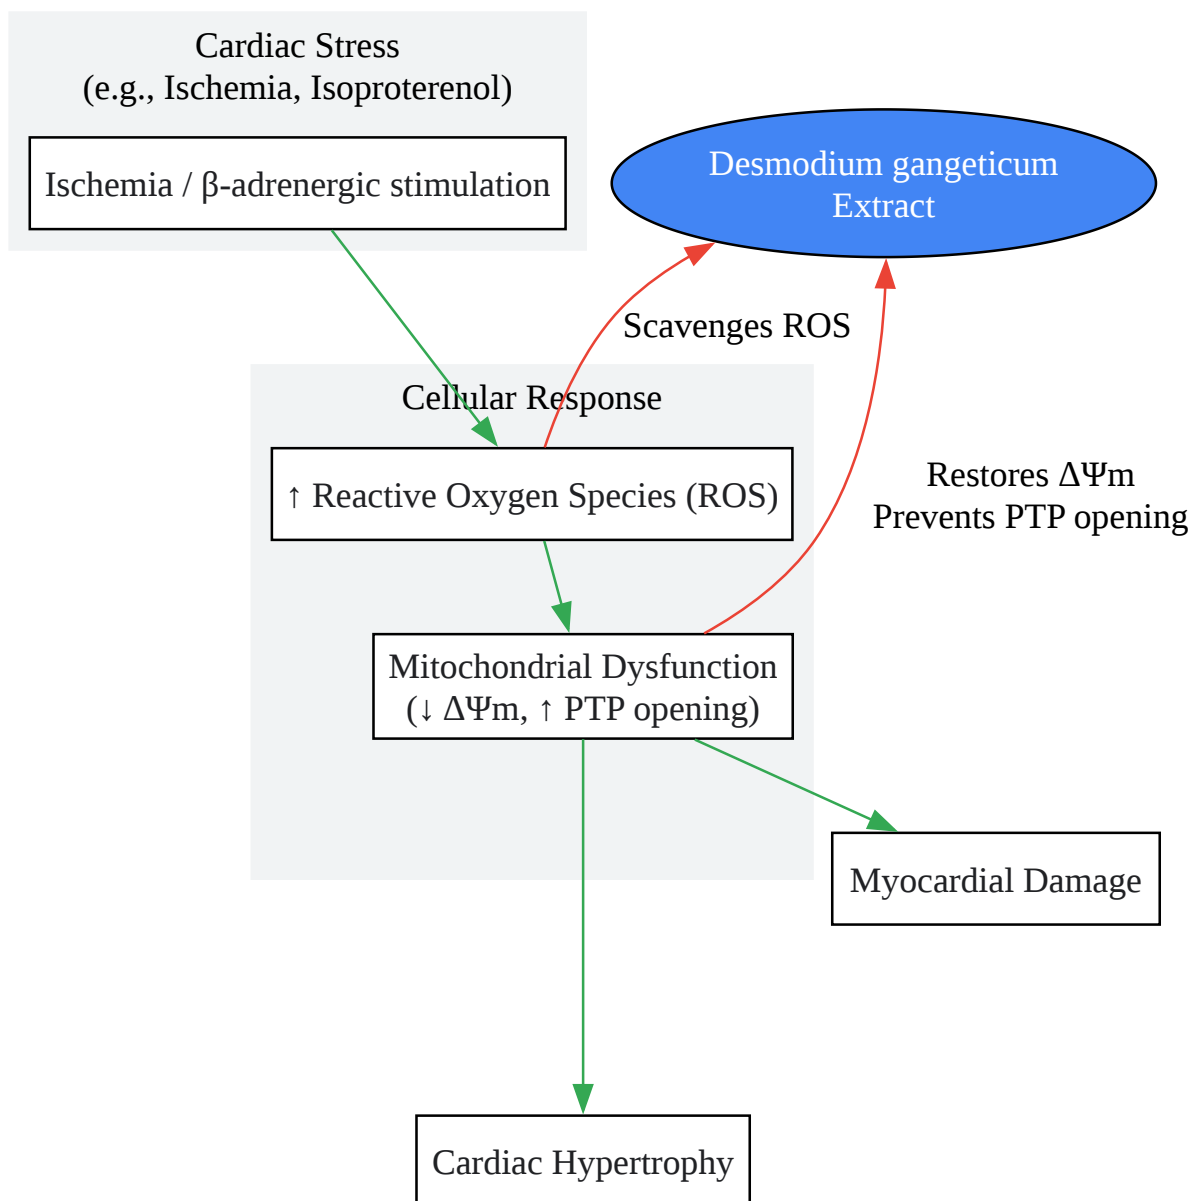 Cardiac Stress
(e.g., Ischemia, Isoproterenol)
Ischemia / β-adrenergic stimulation
Desmodium gangeticum
Extract
Scavenges ROS
Cellular Response
↑ Reactive Oxygen Species (ROS)
Restores ΔΨm
Prevents PTP opening
Mitochondrial Dysfunction
(↓ ΔΨm, ↑ PTP opening)
Myocardial Damage
Cardiac Hypertrophy